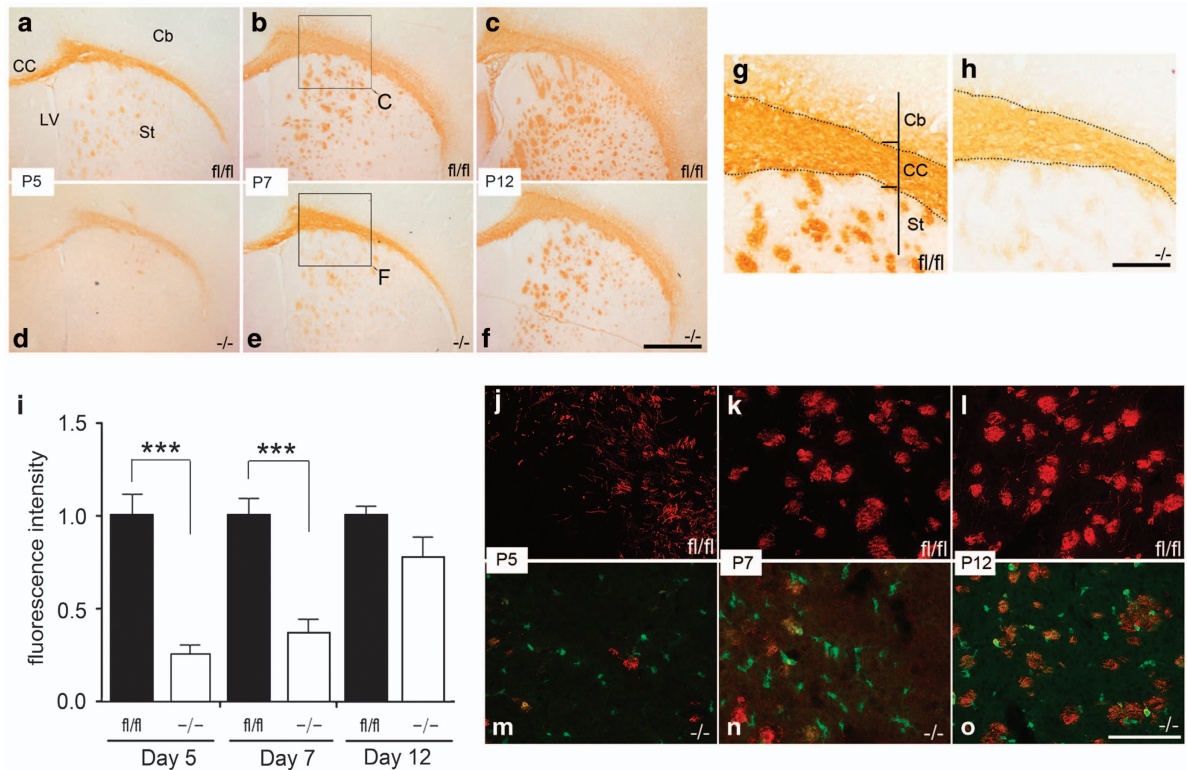 a
Cb
CC
LV
St
fl/fl
P5
b
C
fl/fl
P7
c
fl/fl
P12
d
-/-
e
F
-/-
f
-/-
g
Cb
CC
St
fl/fl
h
-/-
i
fluorescence intensity
1.5
1.0
0.5
0.0
***
***
fl/fl
−/−
fl/fl
−/−
fl/fl
−/−
Day 5
Day 7
Day 12
j
fl/fl
P5
k
fl/fl
P7
l
fl/fl
P12
m
-/-
n
-/-
o
-/-